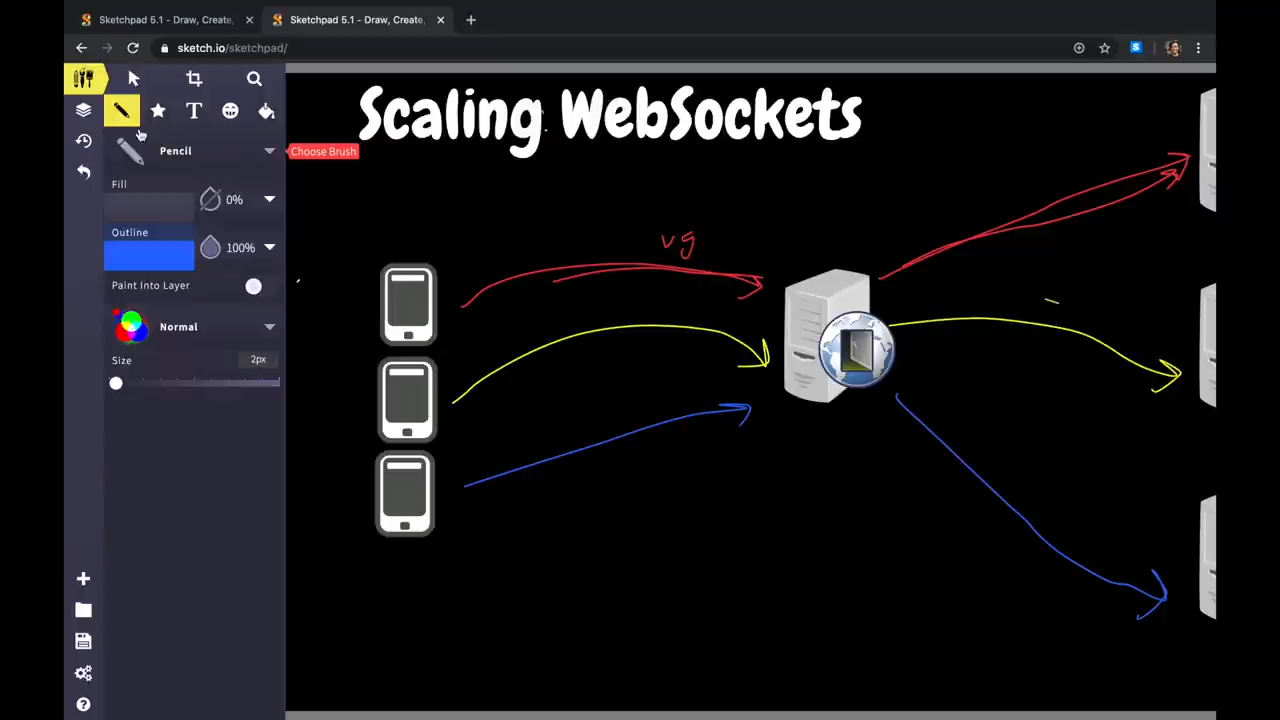 Sketchpad 5.1 - Draw, Create,
Sketchpad 5.1 - Draw, Create,
sketch.io/sketchpad/
T
Pencil
Choose Brush
Fill
0%
Outline
100%
Paint Into Layer
Normal
Size
2px
Scaling WebSockets
vg